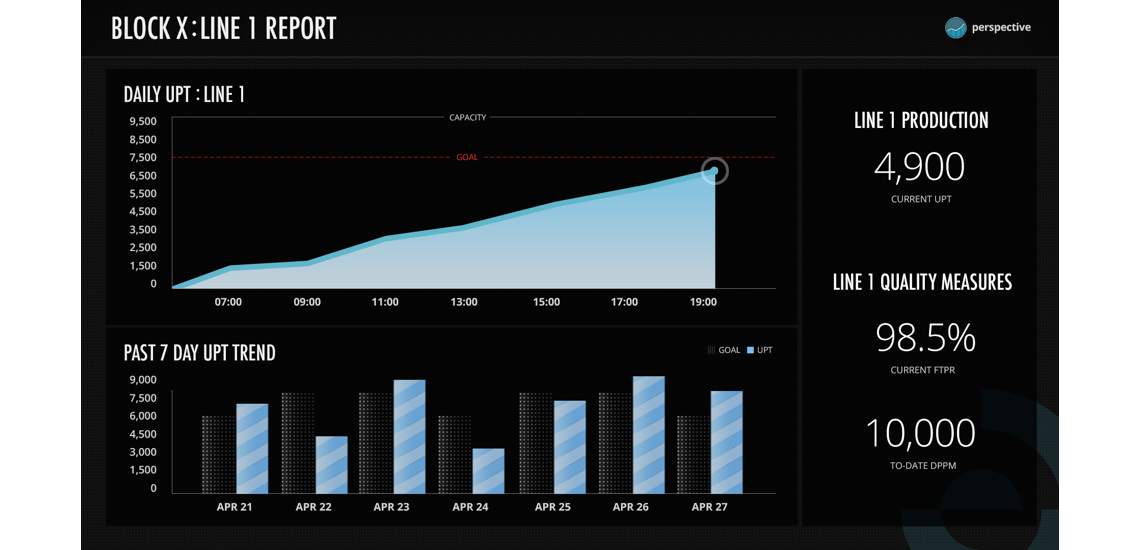 BLOCK X:LINE 1 REPORT
perspective
DAILY UPT : LINE 1
9,500
8,500
7,500
6,500
5,500
4,500
3,500
2,500
1,500
0
CAPACITY
GOAL
07:00 09:00 11:00 13:00 15:00 17:00 19:00
PAST 7 DAY UPT TREND
GOAL UPT
9,000
7,500
6,000
4,500
3,000
1,500
0
APR 21 APR 22 APR 23 APR 24 APR 25 APR 26 APR 27
LINE 1 PRODUCTION
4,900
CURRENT UPT
LINE 1 QUALITY MEASURES
98.5%
CURRENT FTPR
10,000
TO-DATE DPPM